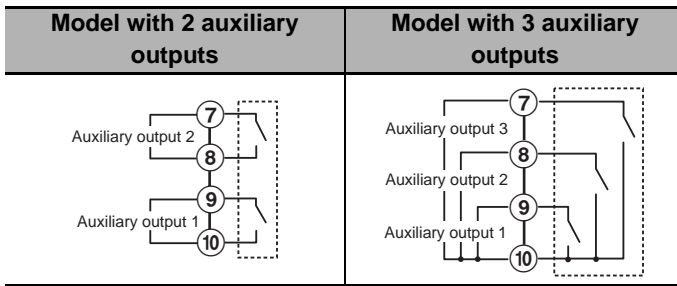 Model with 2 auxiliary
outputs
Model with 3 auxiliary
outputs
7
Auxiliary output 2
8
9
Auxiliary output 1
10
7
Auxiliary output 3
8
Auxiliary output 2
9
Auxiliary output 1
10